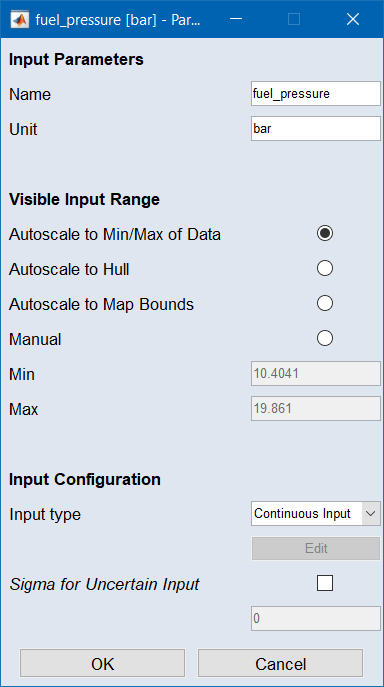 fuel_pressure [bar] - Par...
Input Parameters
Name fuel_pressure
Unit bar
Visible Input Range
Autoscale to Min/Max of Data
Autoscale to Hull
Autoscale to Map Bounds
Manual
Min 10.4041
Max 19.861
Input Configuration
Input type Continuous Input
Edit
Sigma for Uncertain Input
0
OK Cancel